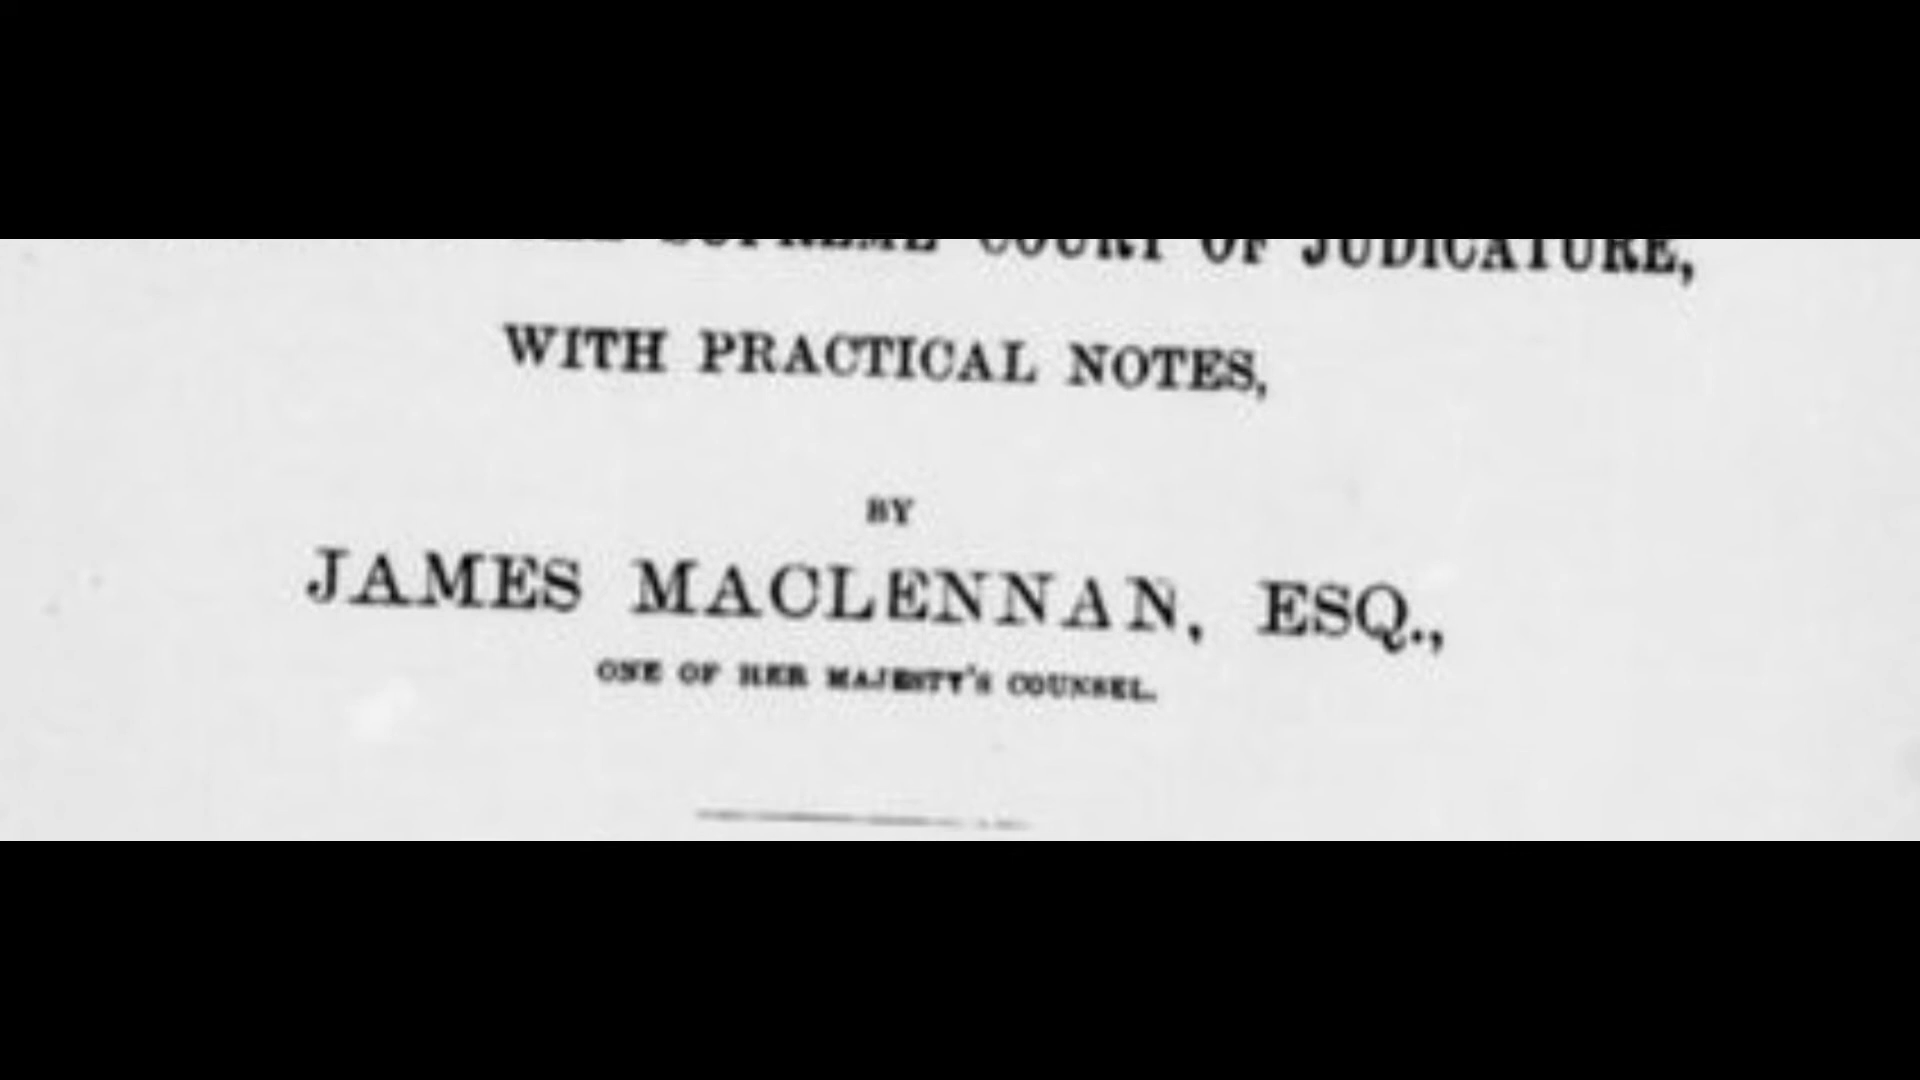 SUPREME COURT OF JUDICATURE,
WITH PRACTICAL NOTES,
BY
JAMES MACLENNAN, ESQ.,
ONE OF HER MAJESTY'S COUNSEL.